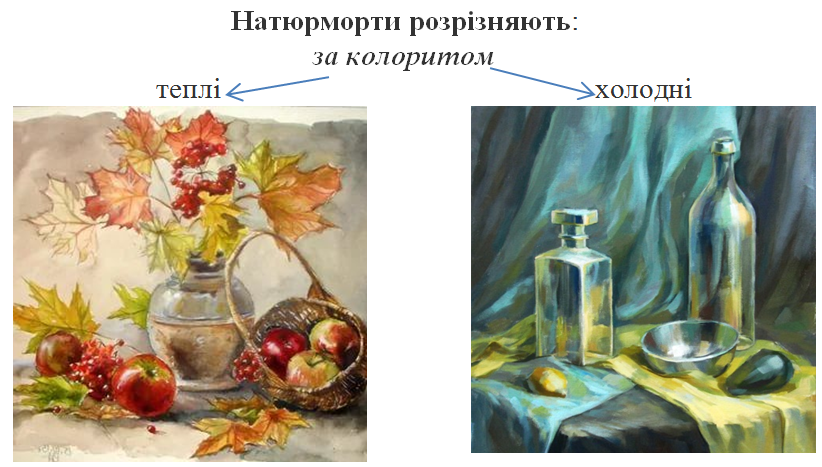 Натюрморти розрізняють:
за колоритом
теплі холодні